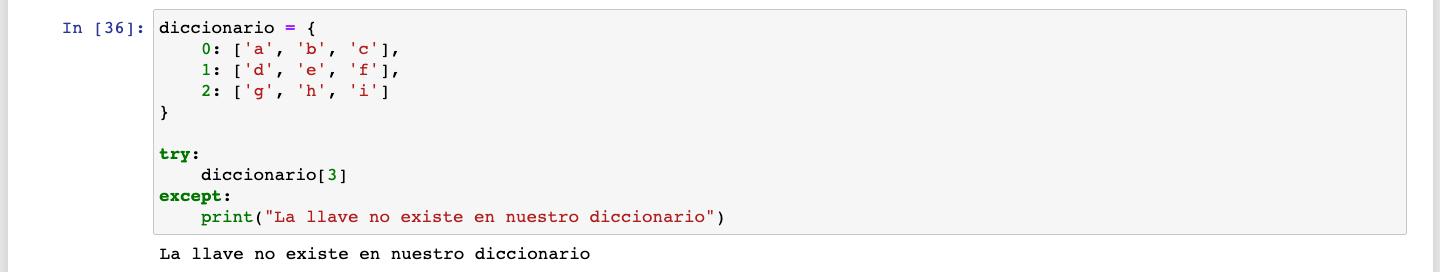 In [36]: diccionario = {
    0: ['a', 'b', 'c'],
    1: ['d', 'e', 'f'],
    2: ['g', 'h', 'i']
}
try:
    diccionario[3]
except:
    print("La llave no existe en nuestro diccionario")
La llave no existe en nuestro diccionario